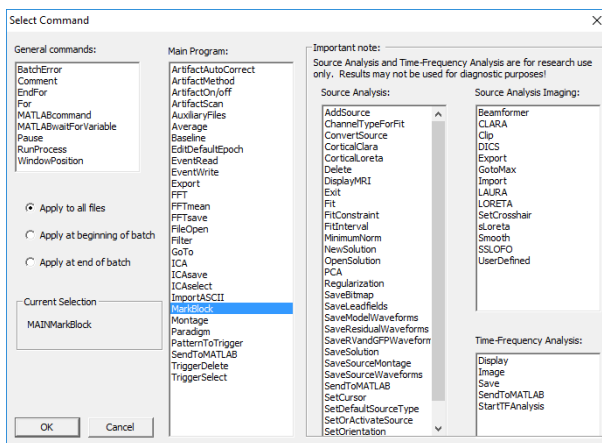 Select Command
General commands:
BatchError
Comment
EndFor
For
MATLABcommand
MATLABwaitForVariable
Pause
RunProcess
WindowPosition
Apply to all files
Apply at beginning of batch
Apply at end of batch
Current Selection
MAINMarkBlock
OK
Cancel
Main Program:
ArtifactAutoCorrect
ArtifactMethod
ArtifactOn/off
ArtifactScan
AuxiliaryFiles
Average
Baseline
EditDefaultEpoch
EventRead
EventWrite
Export
FFT
FFTmean
FFTsave
FileOpen
Filter
GoTo
ICA
ICAsave
ICAselect
ImportASCII
MarkBlock
Montage
Paradigm
PatternToTrigger
SendToMATLAB
TriggerDelete
TriggerSelect
Important note:
Source Analysis and Time-Frequency Analysis are for research use
only. Results may not be used for diagnostic purposes!
Source Analysis:
AddSource
ChannelTypeForFit
ConvertSource
CorticalClara
CorticalLoreta
Delete
DisplayMRI
Exit
Fit
FitConstraint
FitInterval
MinimumNorm
NewSolution
OpenSolution
PCA
Regularization
SaveBitmap
SaveLeadfields
SaveModelWaveforms
SaveResidualWaveforms
SaveRVandGFPWaveform
SaveSolution
SaveSourceMontage
SaveSourceWaveforms
SendToMATLAB
SetCursor
SetDefaultSourceType
SetOrActivateSource
SetOrientation
Source Analysis Imaging:
Beamformer
CLARA
Clip
DICS
Export
GotoMax
Import
LAURA
LORETA
SetCrosshair
sLoreta
Smooth
SSLOFO
UserDefined
Time-Frequency Analysis:
Display
Image
Save
SendToMATLAB
StartTFAnalysis